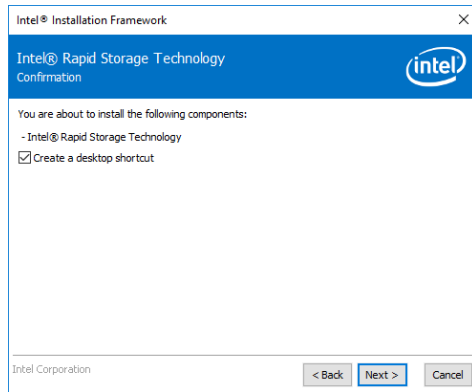 Intel® Installation Framework
Intel® Rapid Storage Technology
Confirmation
intel
You are about to install the following components:
- Intel® Rapid Storage Technology
Create a desktop shortcut
Intel Corporation
< Back Next > Cancel